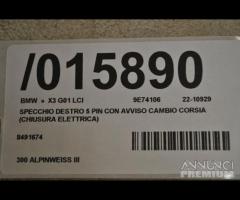 /015890
BMW » X3 G01 LCI 9E74106 22-10929
SPECCHIO DESTRO 5 PIN CON AVVISO CAMBIO CORSIA
(CHIUSURA ELETTRICA)
8491674
300 ALPINWEISS III
ANNUNCI
PREMIUM